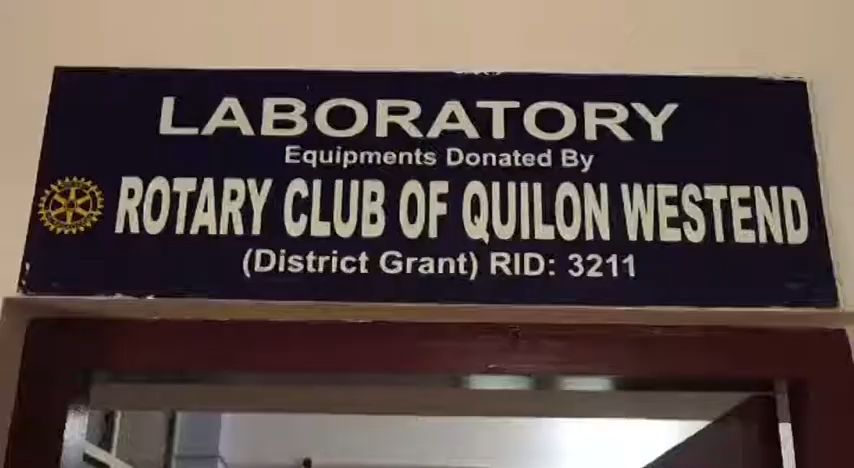 LABORATORY
Equipments Donated By
ROTARY CLUB OF QUILON WESTEND
(District Grant) RID: 3211